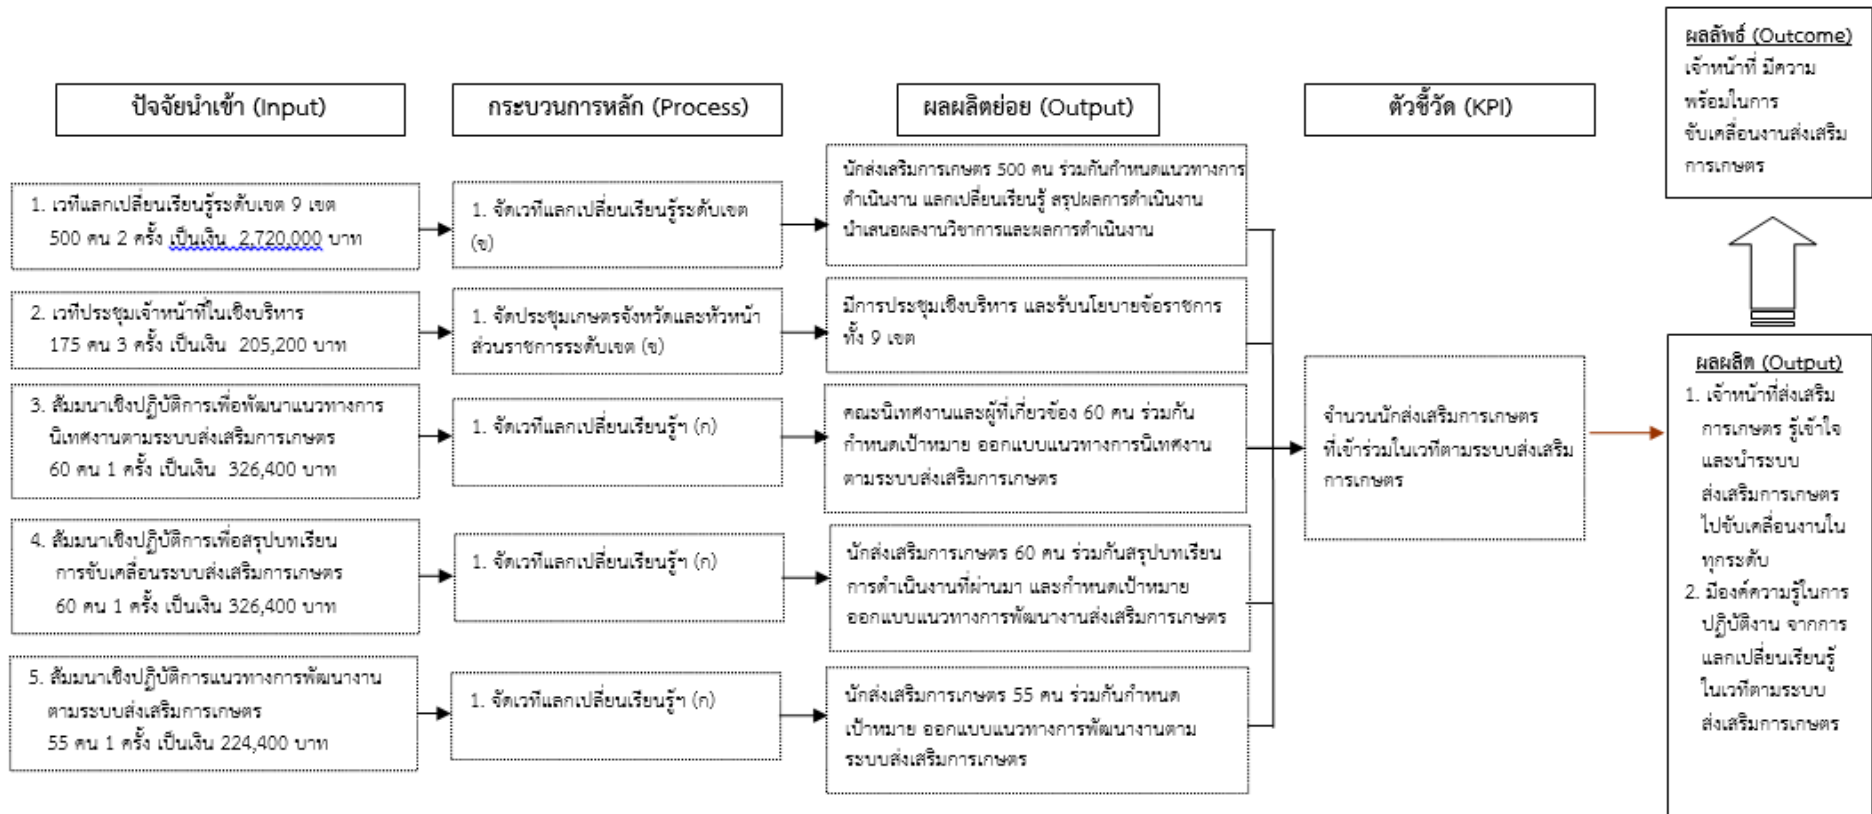 ผลลัพธ์ (Outcome)
เจ้าหน้าที่ มีความ
พร้อมในการ
ขับเคลื่อนงานส่งเสริม
การเกษตร
ปัจจัยนำเข้า (Input)
กระบวนการหลัก (Process)
ผลผลิตย่อย (Output)
ตัวชี้วัด (KPI)
1. เวทีแลกเปลี่ยนเรียนรู้ระดับเขต 9 เขต
500 คน 2 ครั้ง เป็นเงิน 2,720,000 บาท
1. จัดเวทีแลกเปลี่ยนเรียนรู้ระดับเขต
(ข)
นักส่งเสริมการเกษตร 500 คน ร่วมกันกำหนดแนวทางการ
ดำเนินงาน แลกเปลี่ยนเรียนรู้ สรุปผลการดำเนินงาน
นำเสนอผลงานวิชาการและผลการดำเนินงาน
2. เวทีประชุมเจ้าหน้าที่ในเชิงบริหาร
175 คน 3 ครั้ง เป็นเงิน 205,200 บาท
1. จัดประชุมเกษตรจังหวัดและหัวหน้า
ส่วนราชการระดับเขต (ข)
มีการประชุมเชิงบริหาร และรับนโยบายข้อราชการ
ทั้ง 9 เขต
3. สัมมนาเชิงปฏิบัติการเพื่อพัฒนาแนวทางการ
นิเทศงานตามระบบส่งเสริมการเกษตร
60 คน 1 ครั้ง เป็นเงิน 326,400 บาท
1. จัดเวทีแลกเปลี่ยนเรียนรู้ฯ (ก)
คณะนิเทศงานและผู้ที่เกี่ยวข้อง 60 คน ร่วมกัน
กำหนดเป้าหมาย ออกแบบแนวทางการนิเทศงาน
ตามระบบส่งเสริมการเกษตร
4. สัมมนาเชิงปฏิบัติการเพื่อสรุปบทเรียน
การขับเคลื่อนระบบส่งเสริมการเกษตร
60 คน 1 ครั้ง เป็นเงิน 326,400 บาท
1. จัดเวทีแลกเปลี่ยนเรียนรู้ฯ (ก)
นักส่งเสริมการเกษตร 60 คน ร่วมกันสรุปบทเรียน
การดำเนินงานที่ผ่านมา และกำหนดเป้าหมาย
ออกแบบแนวทางการพัฒนางานส่งเสริมการเกษตร
5. สัมมนาเชิงปฏิบัติการแนวทางการพัฒนางาน
ตามระบบส่งเสริมการเกษตร
55 คน 1 ครั้ง เป็นเงิน 224,400 บาท
1. จัดเวทีแลกเปลี่ยนเรียนรู้ฯ (ก)
นักส่งเสริมการเกษตร 55 คน ร่วมกันกำหนด
เป้าหมาย ออกแบบแนวทางการพัฒนางานตาม
ระบบส่งเสริมการเกษตร
จำนวนนักส่งเสริมการเกษตร
ที่เข้าร่วมในเวทีตามระบบส่งเสริม
การเกษตร
ผลผลิต (Output)
1. เจ้าหน้าที่ส่งเสริม
การเกษตร รู้เข้าใจ
และนำระบบ
ส่งเสริมการเกษตร
ไปขับเคลื่อนงานใน
ทุกระดับ
2. มีองค์ความรู้ในการ
ปฏิบัติงาน จากการ
แลกเปลี่ยนเรียนรู้
ในเวทีตามระบบ
ส่งเสริมการเกษตร